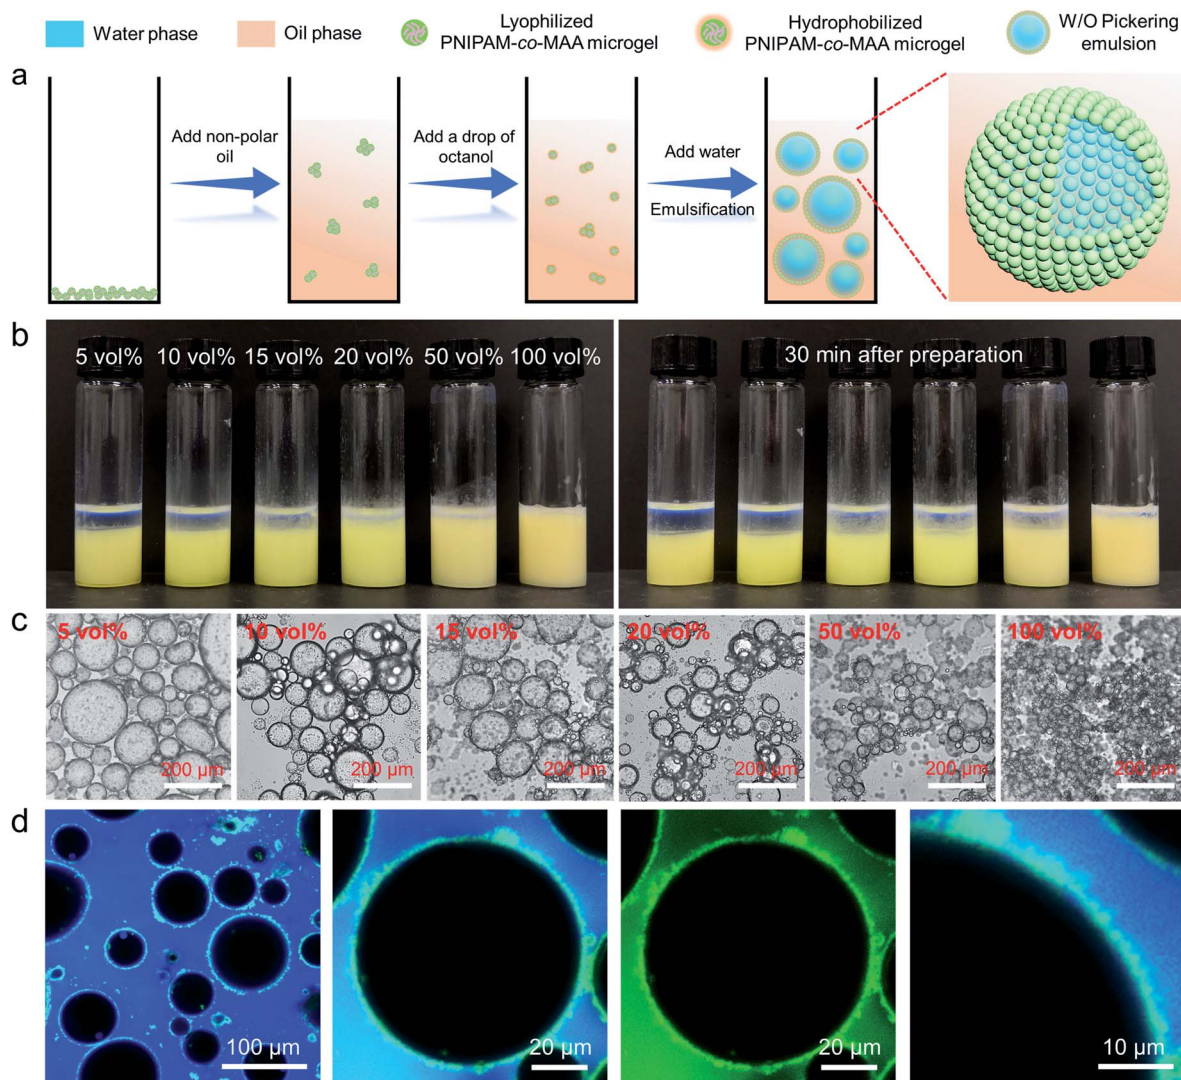 Water phase
Oil phase
Lyophilized
PNIPAM-co-MAA microgel
Hydrophobilized
PNIPAM-co-MAA microgel
W/O Pickering
emulsion
a
Add non-polar
oil
Add a drop of
octanol
Add water
Emulsification
b
5 vol%
10 vol%
15 vol%
20 vol%
50 vol%
100 vol%
30 min after preparation
c
5 vol%
10 vol%
15 vol%
20 vol%
50 vol%
100 vol%
200 μm
200 μm
200 μm
200 μm
200 μm
200 μm
d
100 μm
20 μm
20 μm
10 μm